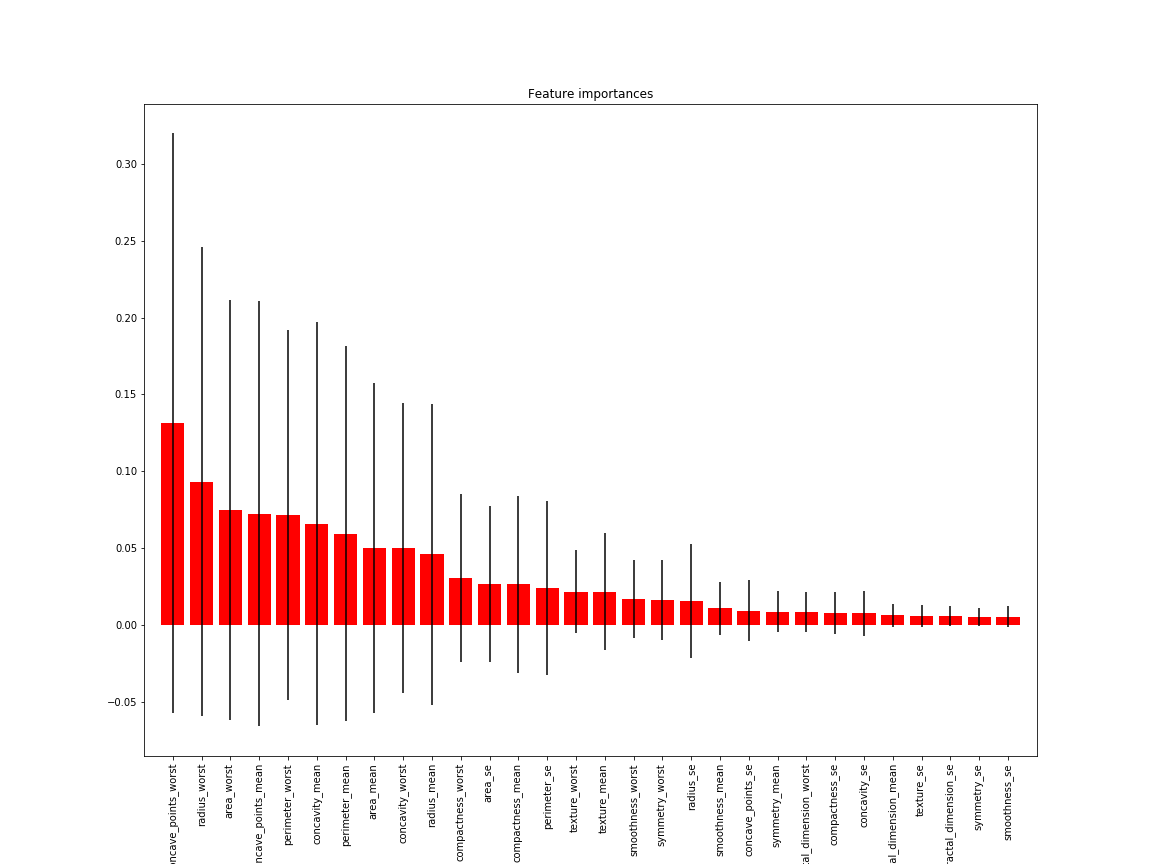 Feature importances
0.30
0.25
0.20
0.15
0.10
0.05
0.00
−0.05
ncave_points_worst
radius_worst
area_worst
ncave_points_mean
perimeter_worst
concavity_mean
perimeter_mean
area_mean
concavity_worst
radius_mean
compactness_worst
area_se
compactness_mean
perimeter_se
texture_worst
texture_mean
smoothness_worst
symmetry_worst
radius_se
smoothness_mean
concave_points_se
symmetry_mean
tal_dimension_worst
compactness_se
concavity_se
al_dimension_mean
texture_se
ractal_dimension_se
symmetry_se
smoothness_se